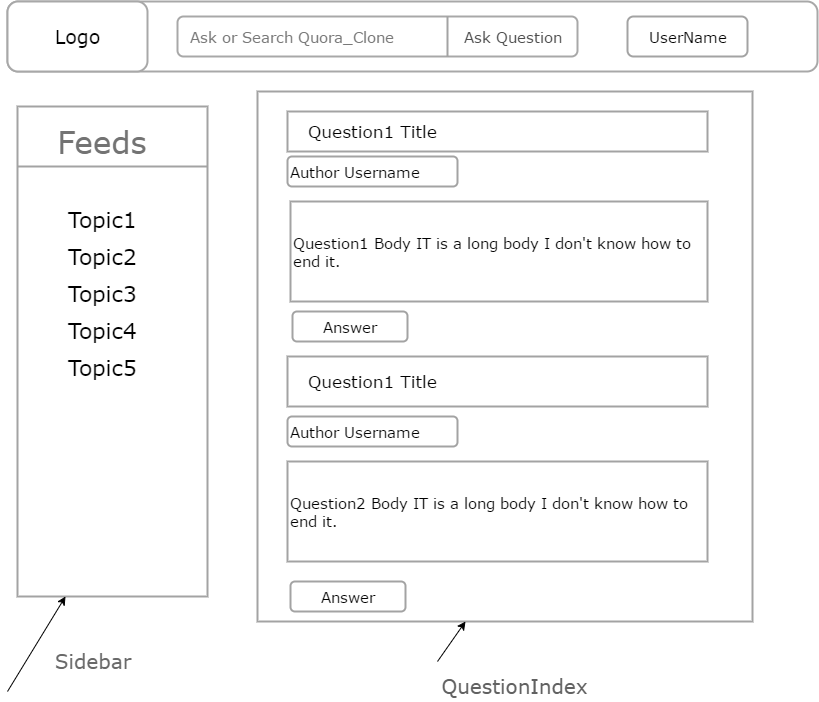 Logo
Ask or Search Quora_Clone
Ask Question
UserName
Feeds
Topic1
Topic2
Topic3
Topic4
Topic5
Question1 Title
Author Username
Question1 Body IT is a long body I don't know how to
end it.
Answer
Question1 Title
Author Username
Question2 Body IT is a long body I don't know how to
end it.
Answer
Sidebar
QuestionIndex